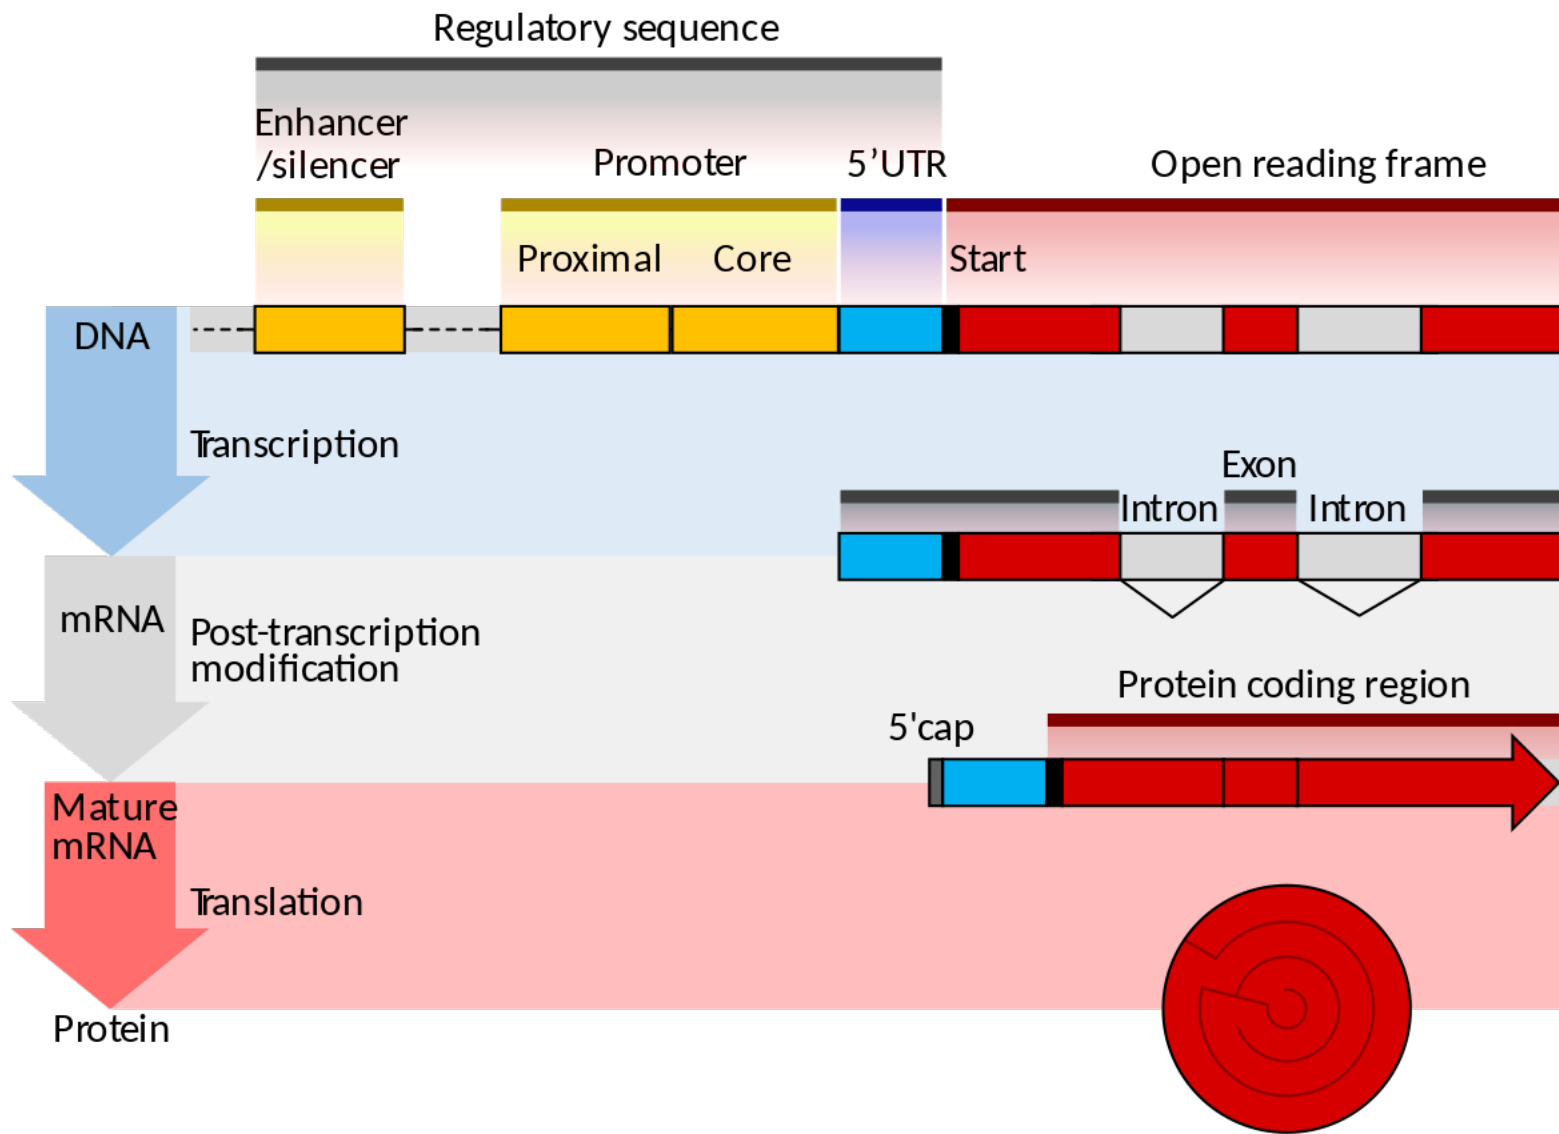 Regulatory sequence
Enhancer
/silencer
Promoter
5’UTR
Open reading frame
Proximal
Core
Start
DNA
Transcription
Exon
Intron
Intron
mRNA
Post-transcription
modification
Protein coding region
5'cap
Mature
mRNA
Translation
Protein